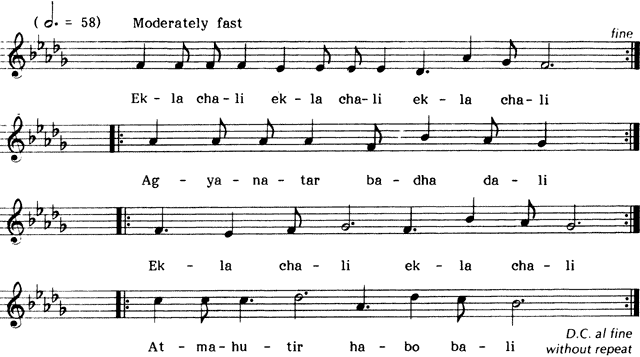 ( 𝅗𝅥. = 58) Moderately fast
fine
Ek - la cha - li ek - la cha - li ek - la cha - li
Ag - ya - na - tar ba - dha da - li
Ek - la cha - li ek - la cha - li
At - ma - hu - tir ha - bo ba - li
D.C. al fine
without repeat